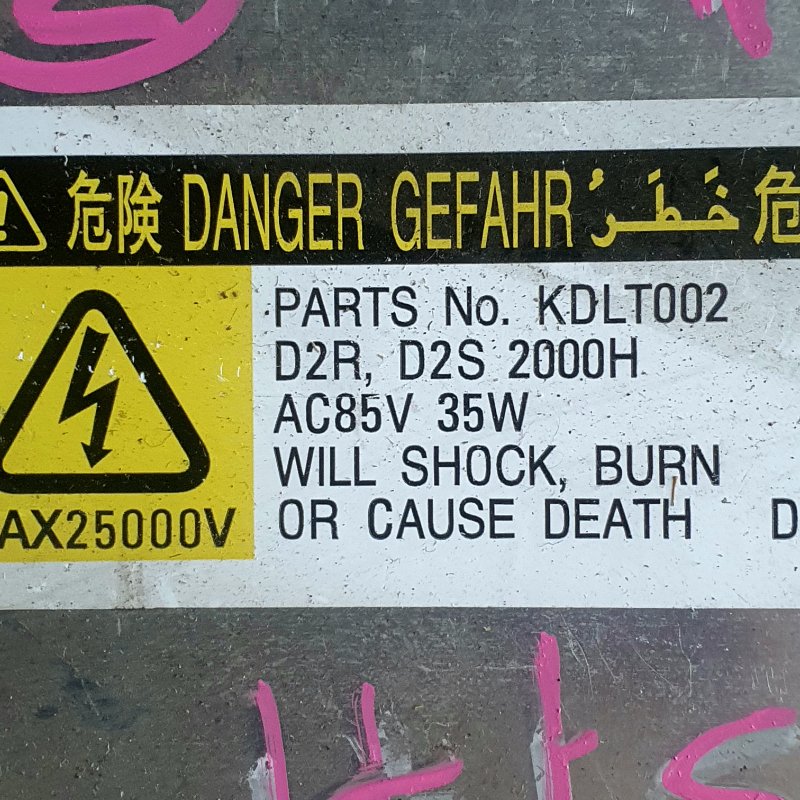 危険 DANGER GEFAHR خَطَرُ 危
PARTS No. KDLT002
D2R, D2S 2000H
AC85V 35W
WILL SHOCK, BURN
OR CAUSE DEATH D
AX25000V